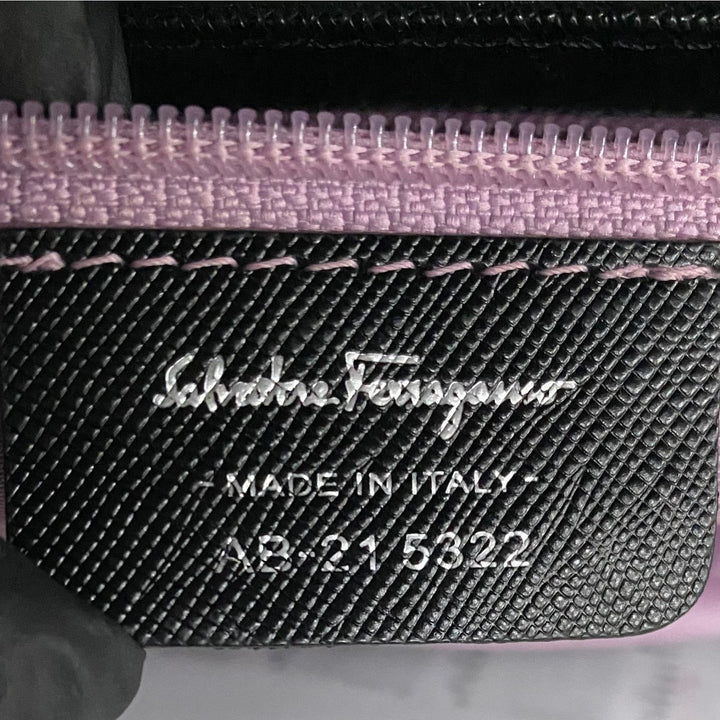 Salvatore Ferragamo
- MADE IN ITALY -
AB-21 5322